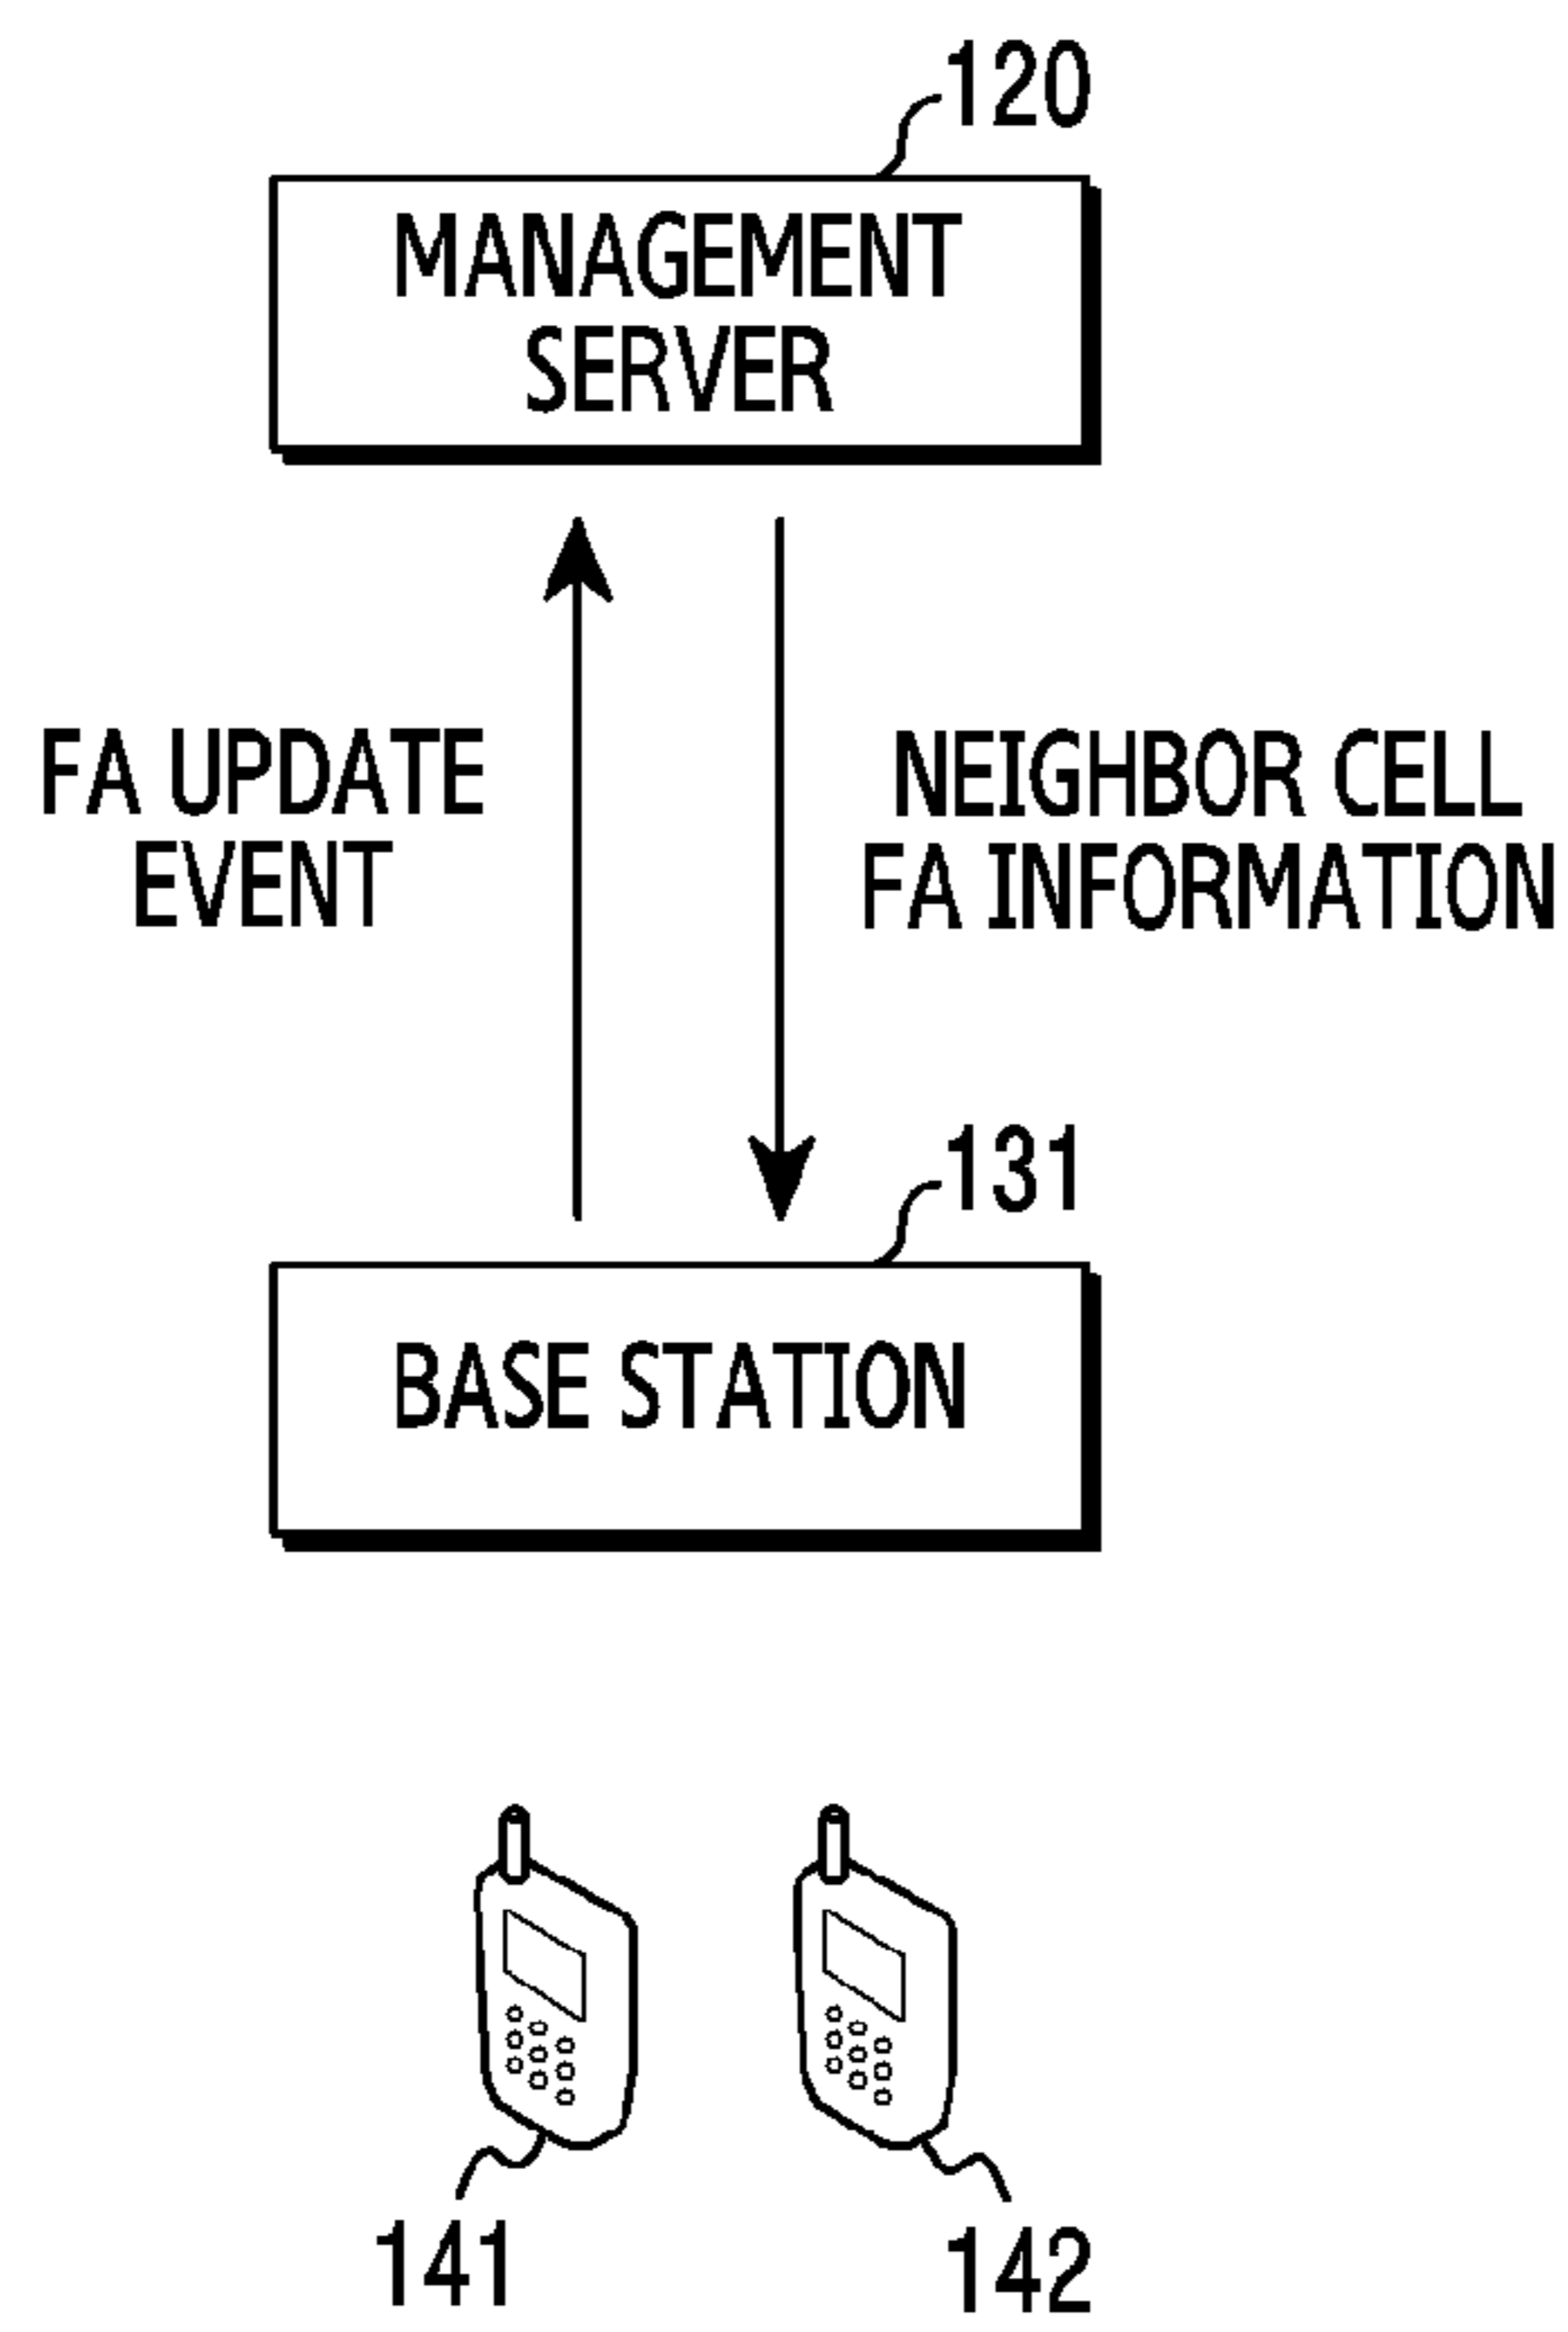 120
MANAGEMENT
SERVER
FA UPDATE
EVENT
NEIGHBOR CELL
FA INFORMATION
131
BASE STATION
141
142